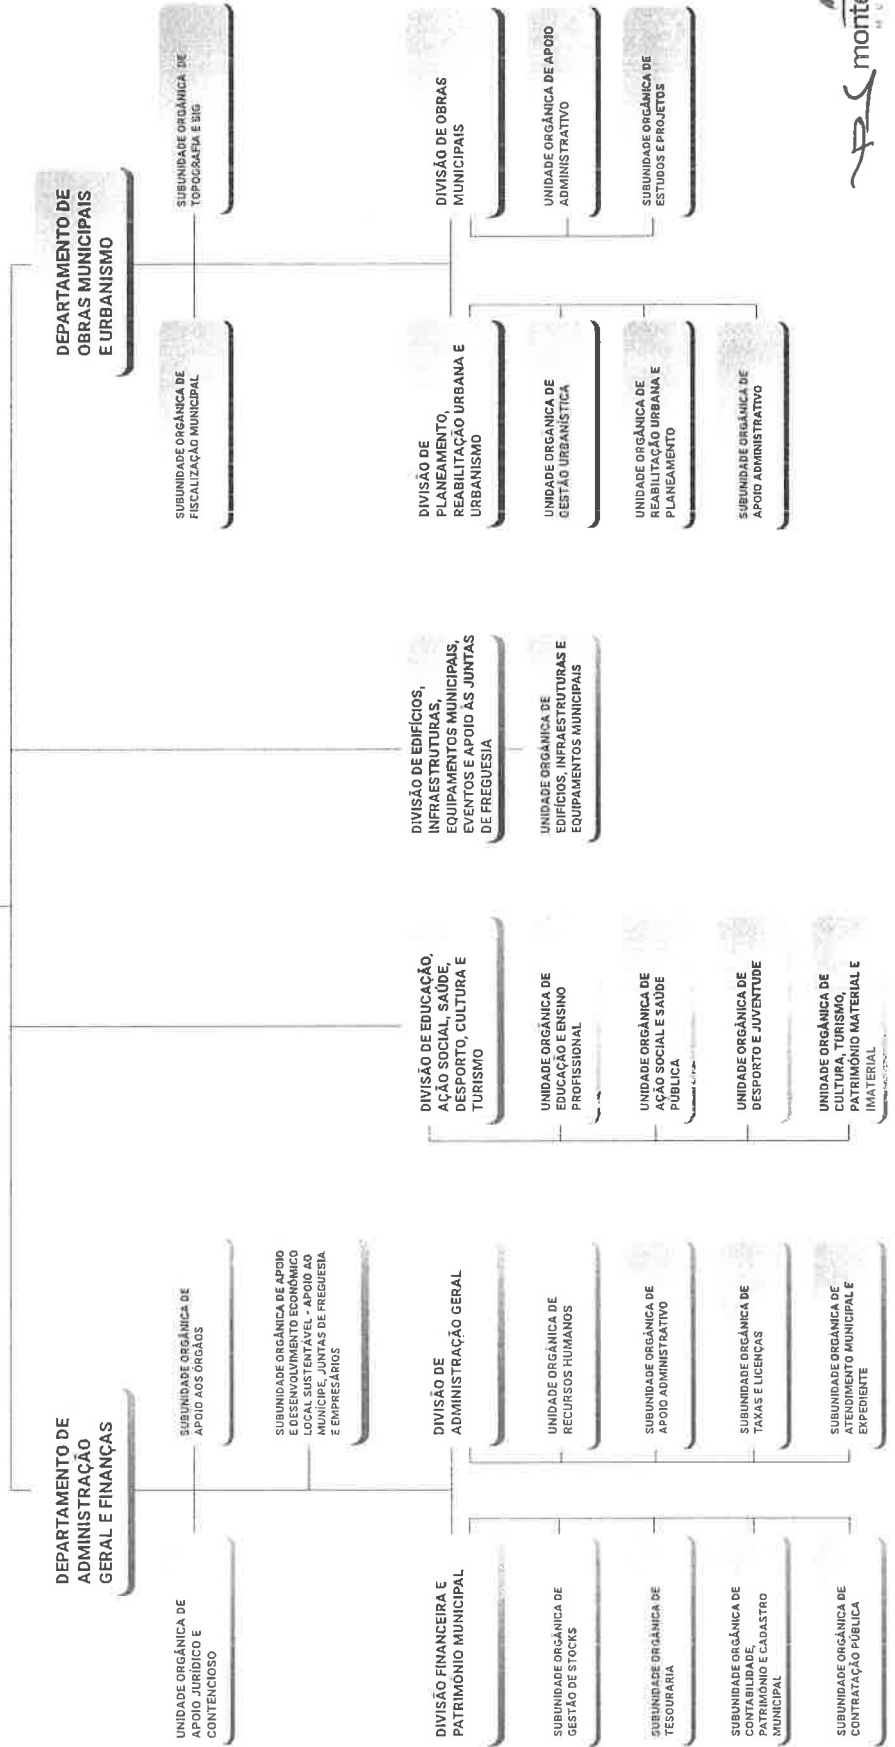 DEPARTAMENTO DE
ADMINISTRAÇÃO
GERAL E FINANÇAS
UNIDADE ORGÂNICA DE
APOIO JURÍDICO E
CONTENCIOSO
SUBUNIDADE ORGÂNICA DE
APOIO AOS ÓRGÃOS
SUBUNIDADE ORGÂNICA DE APOIO
E DESENVOLVIMENTO ECONÓMICO
LOCAL SUSTENTÁVEL - APOIO AO
MUNÍCIPE, JUNTAS DE FREGUESIA
E EMPRESÁRIOS
DIVISÃO FINANCEIRA E
PATRIMÓNIO MUNICIPAL
SUBUNIDADE ORGÂNICA DE
GESTÃO DE STOCKS
SUBUNIDADE ORGÂNICA DE
TESOURARIA
SUBUNIDADE ORGÂNICA DE
CONTABILIDADE,
PATRIMÓNIO E CADASTRO
MUNICIPAL
SUBUNIDADE ORGÂNICA DE
CONTRATAÇÃO PÚBLICA
DIVISÃO DE
ADMINISTRAÇÃO GERAL
UNIDADE ORGÂNICA DE
RECURSOS HUMANOS
SUBUNIDADE ORGÂNICA DE
APOIO ADMINISTRATIVO
SUBUNIDADE ORGÂNICA DE
TAXAS E LICENÇAS
SUBUNIDADE ORGÂNICA DE
ATENDIMENTO MUNICIPAL E
EXPEDIENTE
DIVISÃO DE EDUCAÇÃO,
AÇÃO SOCIAL, SAÚDE,
DESPORTO, CULTURA E
TURISMO
UNIDADE ORGÂNICA DE
EDUCAÇÃO E ENSINO
PROFISSIONAL
UNIDADE ORGÂNICA DE
AÇÃO SOCIAL E SAÚDE
PÚBLICA
UNIDADE ORGÂNICA DE
DESPORTO E JUVENTUDE
UNIDADE ORGÂNICA DE
CULTURA, TURISMO,
PATRIMÓNIO MATERIAL E
IMATERIAL
DIVISÃO DE EDIFÍCIOS,
INFRAESTRUTURAS,
EQUIPAMENTOS MUNICIPAIS,
EVENTOS E APOIO ÀS JUNTAS
DE FREGUESIA
UNIDADE ORGÂNICA DE
EDIFÍCIOS, INFRAESTRUTURAS E
EQUIPAMENTOS MUNICIPAIS
DEPARTAMENTO DE
OBRAS MUNICIPAIS
E URBANISMO
SUBUNIDADE ORGÂNICA DE
FISCALIZAÇÃO MUNICIPAL
SUBUNIDADE ORGÂNICA DE
TOPOGRAFIA E SIG
DIVISÃO DE
PLANEAMENTO,
REABILITAÇÃO URBANA E
URBANISMO
UNIDADE ORGÂNICA DE
GESTÃO URBANÍSTICA
UNIDADE ORGÂNICA DE
REABILITAÇÃO URBANA E
PLANEAMENTO
SUBUNIDADE ORGÂNICA DE
APOIO ADMINISTRATIVO
DIVISÃO DE OBRAS
MUNICIPAIS
UNIDADE ORGÂNICA DE APOIO
ADMINISTRATIVO
SUBUNIDADE ORGÂNICA DE
ESTUDOS E PROJETOS
monte